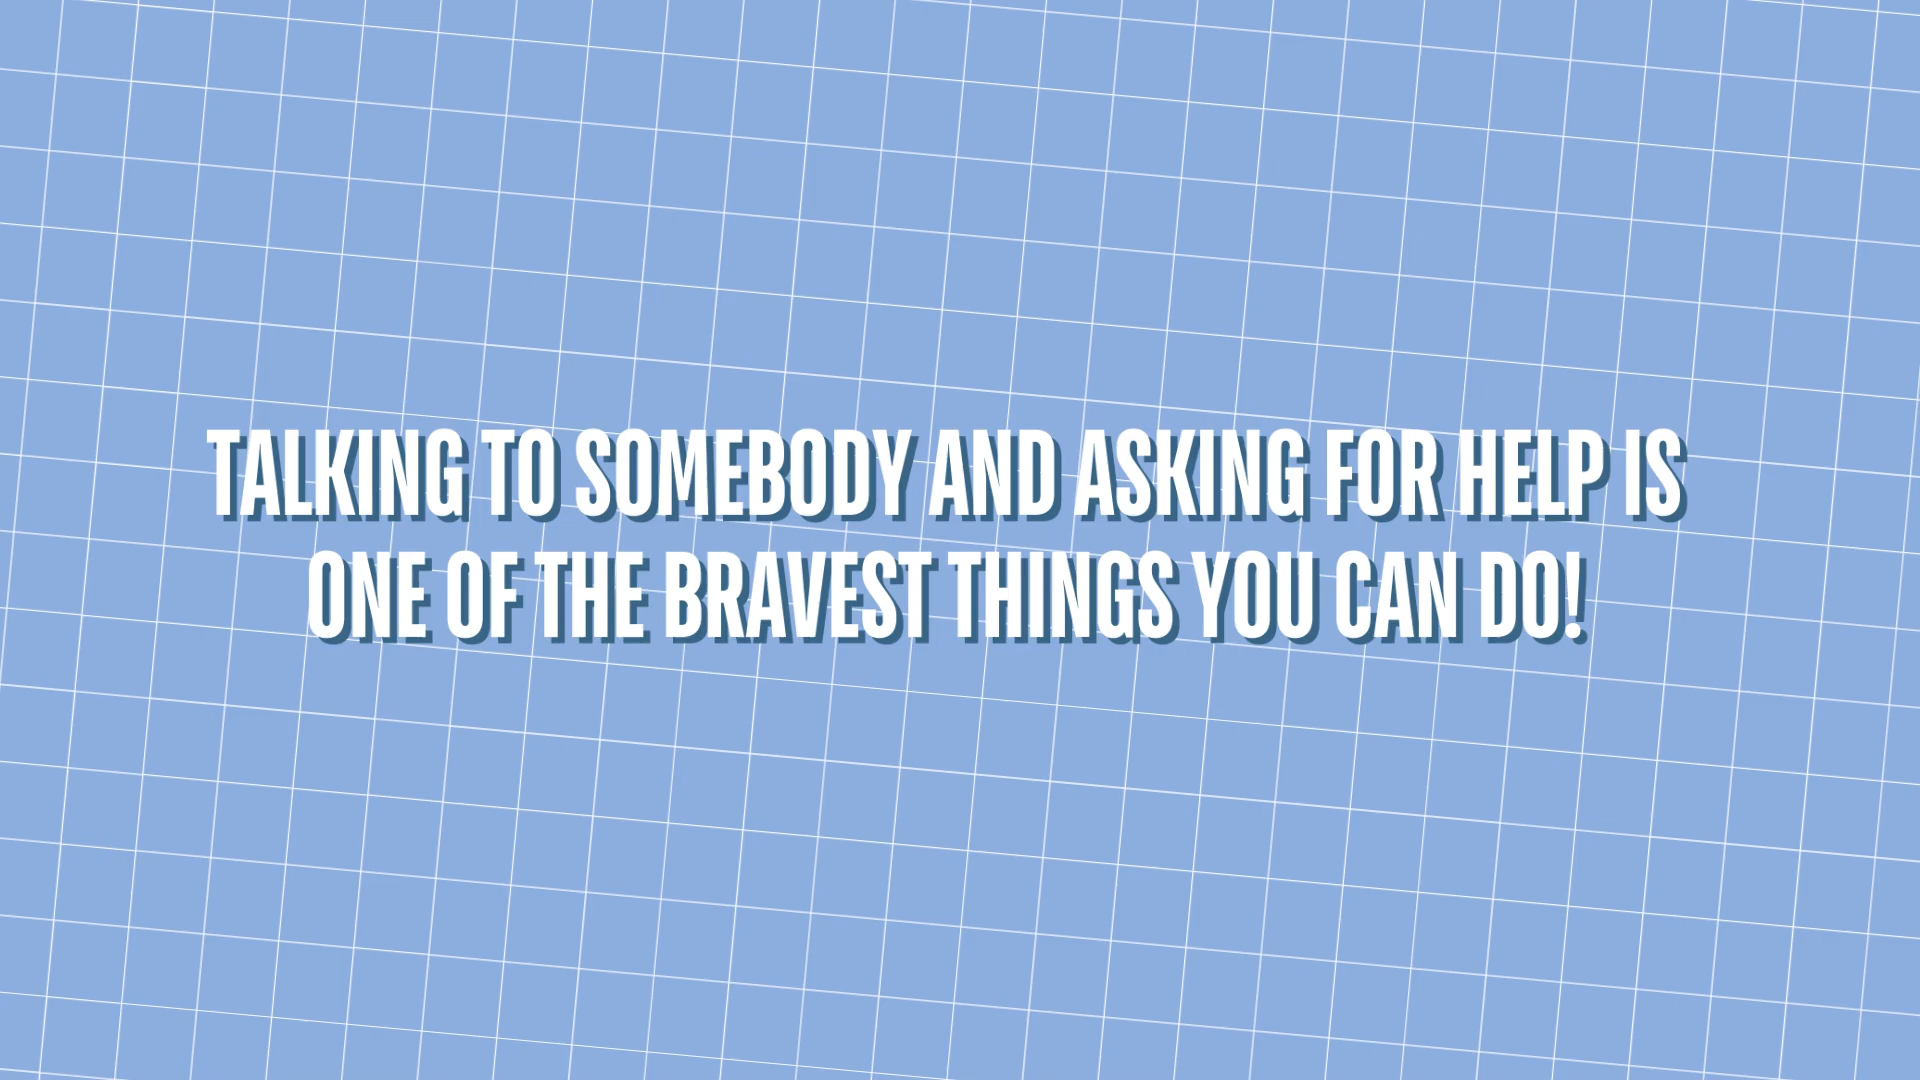 TALKING TO SOMEBODY AND ASKING FOR HELP IS
ONE OF THE BRAVEST THINGS YOU CAN DO!